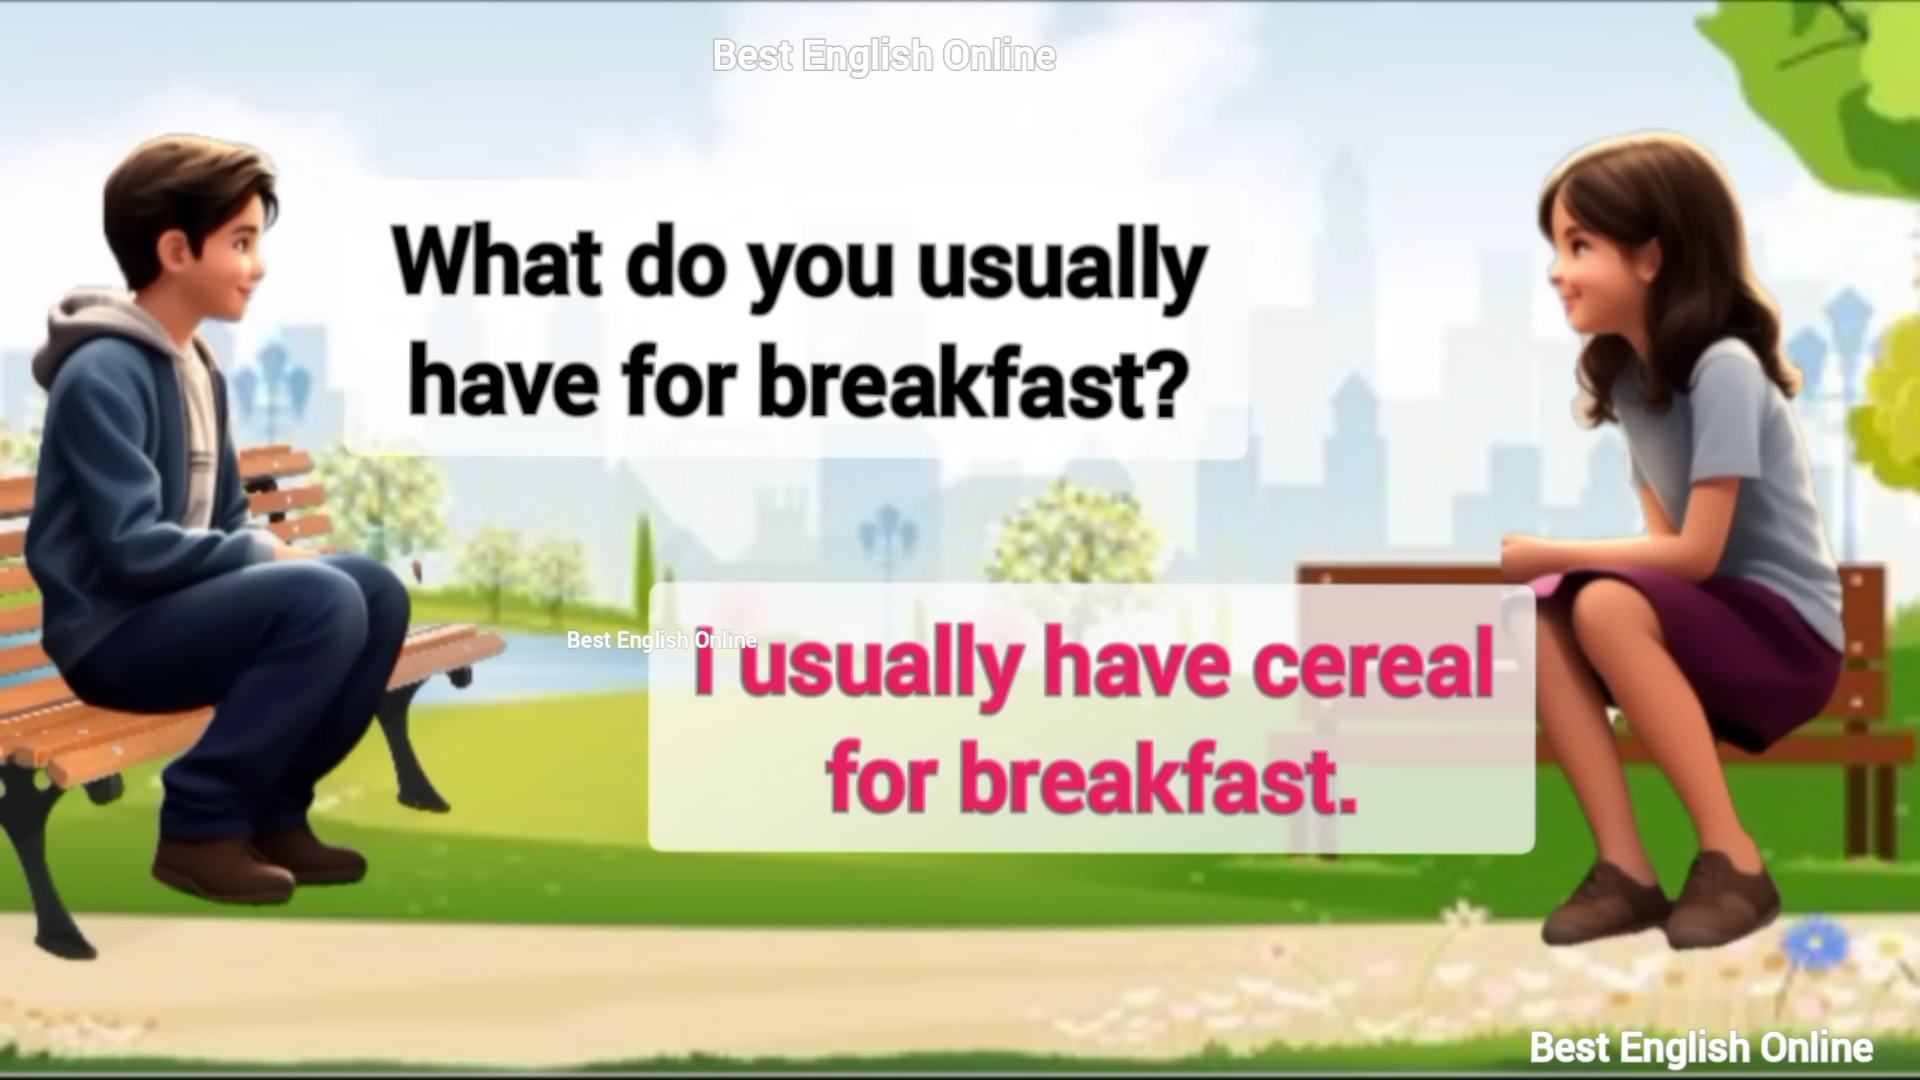 Best English Online
What do you usually
have for breakfast?
Best English Online
I usually have cereal
for breakfast.
Best English Online